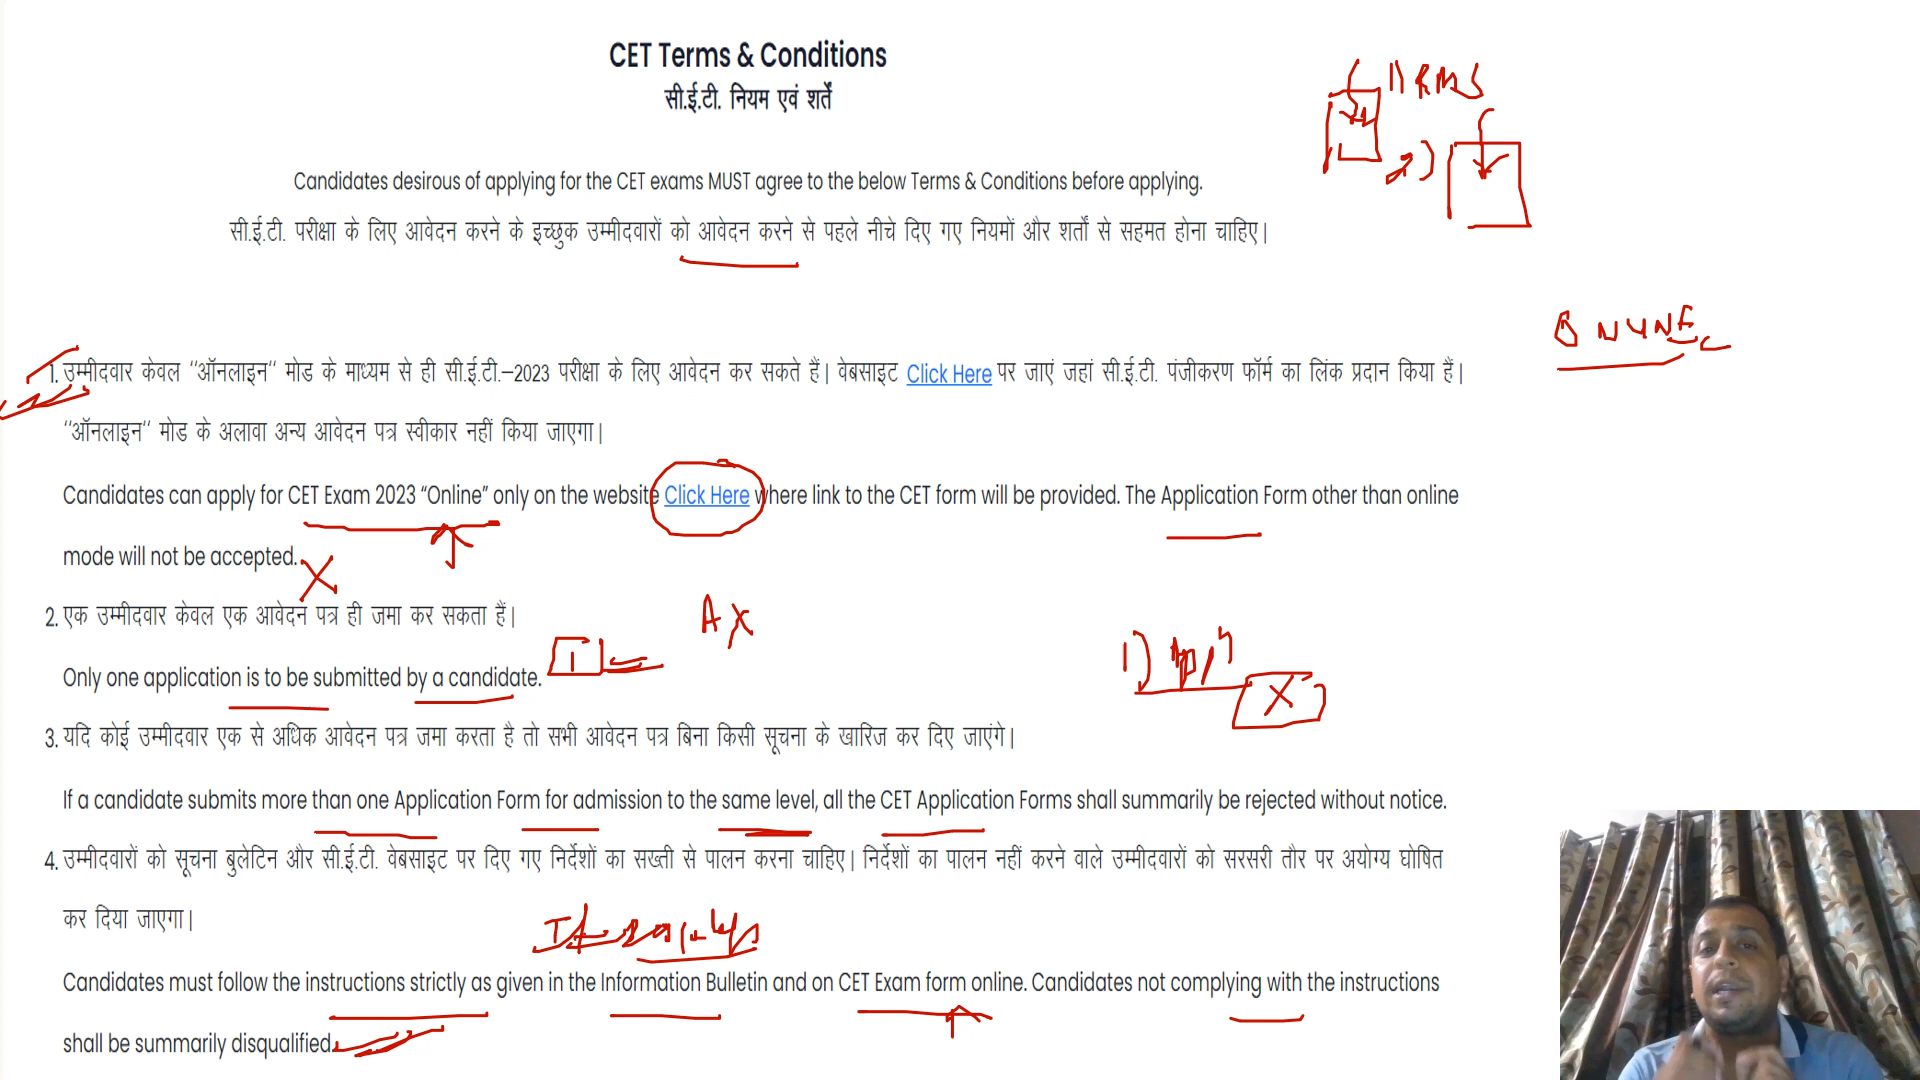 CET Terms & Conditions
सी.ई.टी. नियम एवं शर्तें
Candidates desirous of applying for the CET exams MUST agree to the below Terms & Conditions before applying.
सी.ई.टी. परीक्षा के लिए आवेदन करने के इच्छुक उम्मीदवारों को आवेदन करने से पहले नीचे दिए गए नियमों और शर्तों से सहमत होना चाहिए।
1. उम्मीदवार केवल "ऑनलाइन" मोड के माध्यम से ही सी.ई.टी.–2023 परीक्षा के लिए आवेदन कर सकते हैं। वेबसाइट Click Here पर जाएं जहां सी.ई.टी. पंजीकरण फॉर्म का लिंक प्रदान किया हैं।
"ऑनलाइन" मोड के अलावा अन्य आवेदन पत्र स्वीकार नहीं किया जाएगा।
Candidates can apply for CET Exam 2023 “Online” only on the website Click Here where link to the CET form will be provided. The Application Form other than online
mode will not be accepted.
2. एक उम्मीदवार केवल एक आवेदन पत्र ही जमा कर सकता हैं।
Only one application is to be submitted by a candidate.
3. यदि कोई उम्मीदवार एक से अधिक आवेदन पत्र जमा करता है तो सभी आवेदन पत्र बिना किसी सूचना के खारिज कर दिए जाएंगे।
If a candidate submits more than one Application Form for admission to the same level, all the CET Application Forms shall summarily be rejected without notice.
4. उम्मीदवारों को सूचना बुलेटिन और सी.ई.टी. वेबसाइट पर दिए गए निर्देशों का सख्ती से पालन करना चाहिए। निर्देशों का पालन नहीं करने वाले उम्मीदवारों को सरसरी तौर पर अयोग्य घोषित
कर दिया जाएगा।
Candidates must follow the instructions strictly as given in the Information Bulletin and on CET Exam form online. Candidates not complying with the instructions
shall be summarily disqualified.